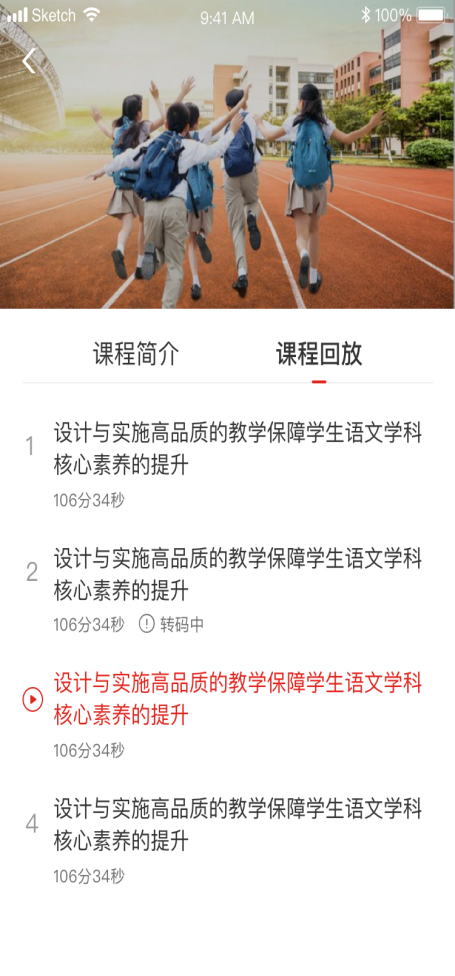 Sketch 9:41 AM 100%
课程简介 课程回放
1 设计与实施高品质的教学保障学生语文学科
核心素养的提升
106分34秒
2 设计与实施高品质的教学保障学生语文学科
核心素养的提升
106分34秒 转码中
设计与实施高品质的教学保障学生语文学科
核心素养的提升
106分34秒
4 设计与实施高品质的教学保障学生语文学科
核心素养的提升
106分34秒